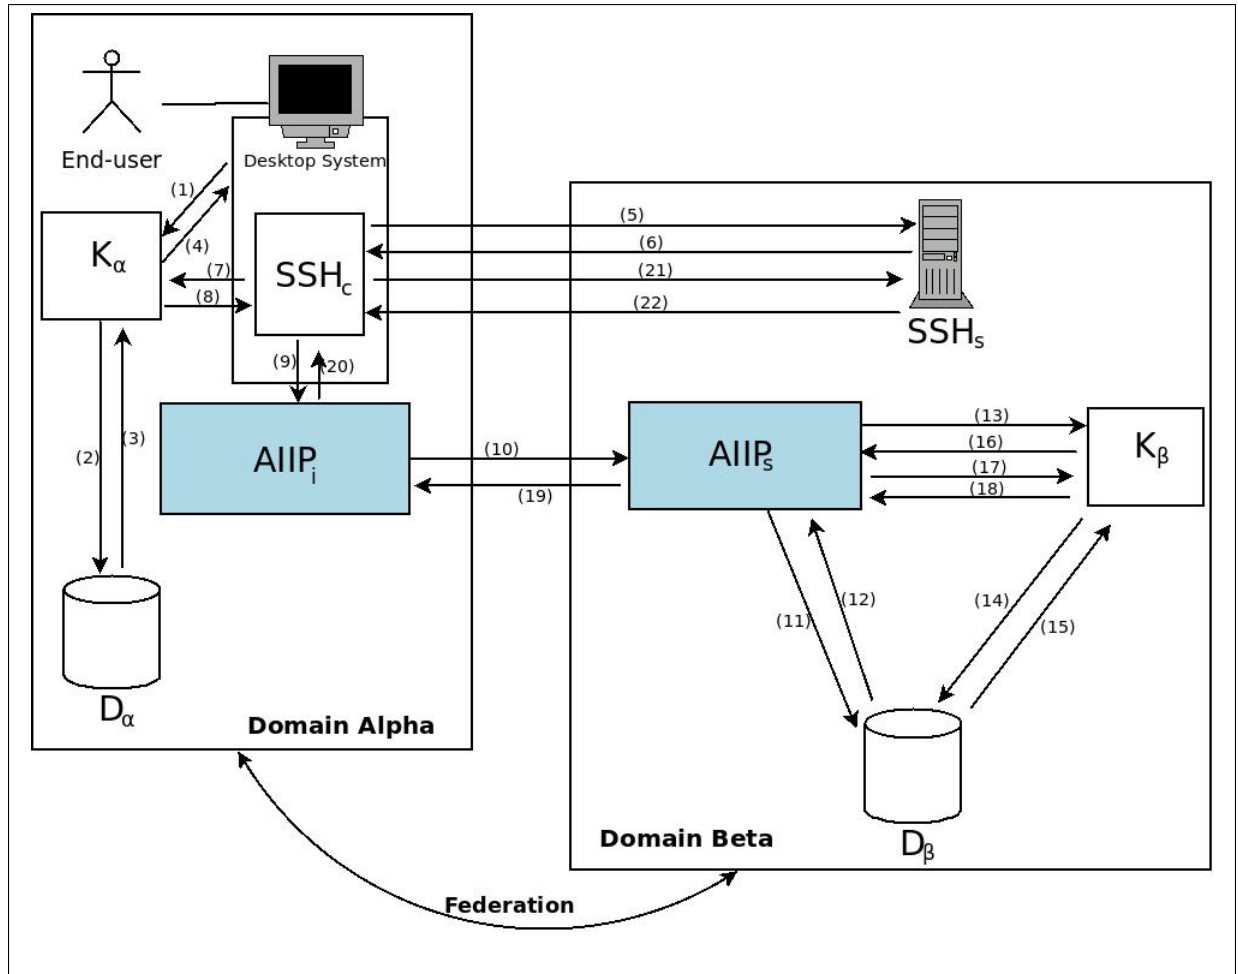 End-user
Desktop System
(1)
(4)
Kα
(7)
(8)
SSHc
(5)
(6)
(21)
(22)
SSHs
(9)
(20)
(2)
(3)
AIIPi
(10)
(19)
AIIPs
(13)
(16)
(17)
(18)
Kβ
(11)
(12)
(14)
(15)
Dα
Domain Alpha
Domain Beta
Dβ
Federation